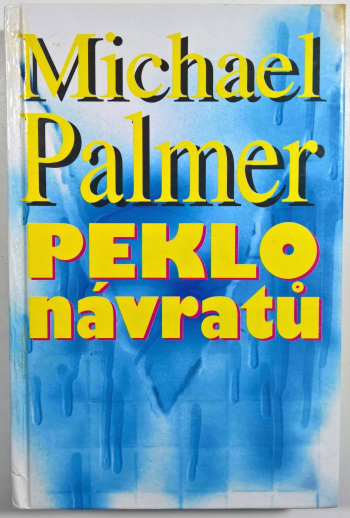 Michael
Palmer
PEKLO
návratů